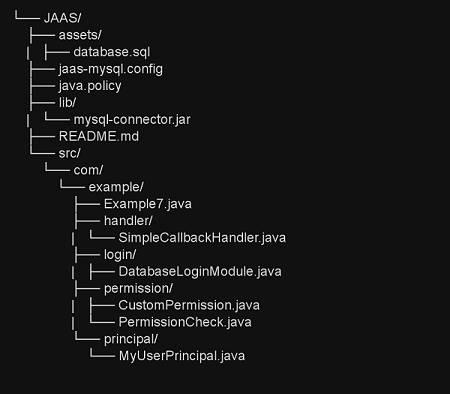 └── JAAS/
    ├── assets/
    |   ├── database.sql
    ├── jaas-mysql.config
    ├── java.policy
    ├── lib/
    |   └── mysql-connector.jar
    ├── README.md
    └── src/
        └── com/
            └── example/
                ├── Example7.java
                ├── handler/
                |   └── SimpleCallbackHandler.java
                ├── login/
                |   ├── DatabaseLoginModule.java
                ├── permission/
                |   ├── CustomPermission.java
                |   └── PermissionCheck.java
                └── principal/
                    └── MyUserPrincipal.java